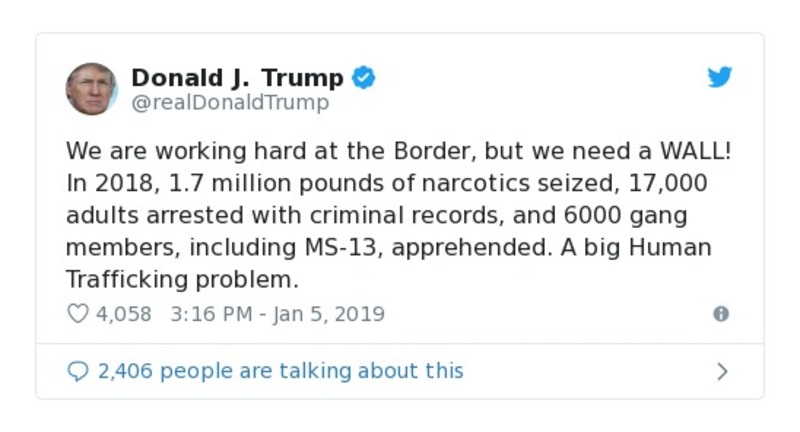 Donald J. Trump
@realDonaldTrump
We are working hard at the Border, but we need a WALL!
In 2018, 1.7 million pounds of narcotics seized, 17,000
adults arrested with criminal records, and 6000 gang
members, including MS-13, apprehended. A big Human
Trafficking problem.
4,058 3:16 PM - Jan 5, 2019
2,406 people are talking about this